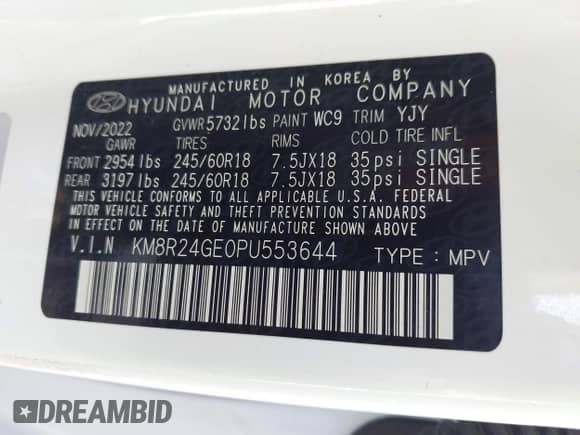 MANUFACTURED IN KOREA BY
HYUNDAI MOTOR COMPANY
NOV/2022 GVWR 5732lbs PAINT WC9 TRIM YJY
GAWR TIRES RIMS COLD TIRE INFL
FRONT 2954lbs 245/60R18 7.5JX18 35psi SINGLE
REAR 3197lbs 245/60R18 7.5JX18 35psi SINGLE
THIS VEHICLE CONFORMS TO ALL APPLICABLE U.S.A. FEDERAL
MOTOR VEHICLE SAFETY AND THEFT PREVENTION STANDARDS
IN EFFECT ON THE DATE OF MANUFACTURE SHOWN ABOVE
V.I.N KM8R24GE0PU553644 TYPE : MPV
DREAMBID